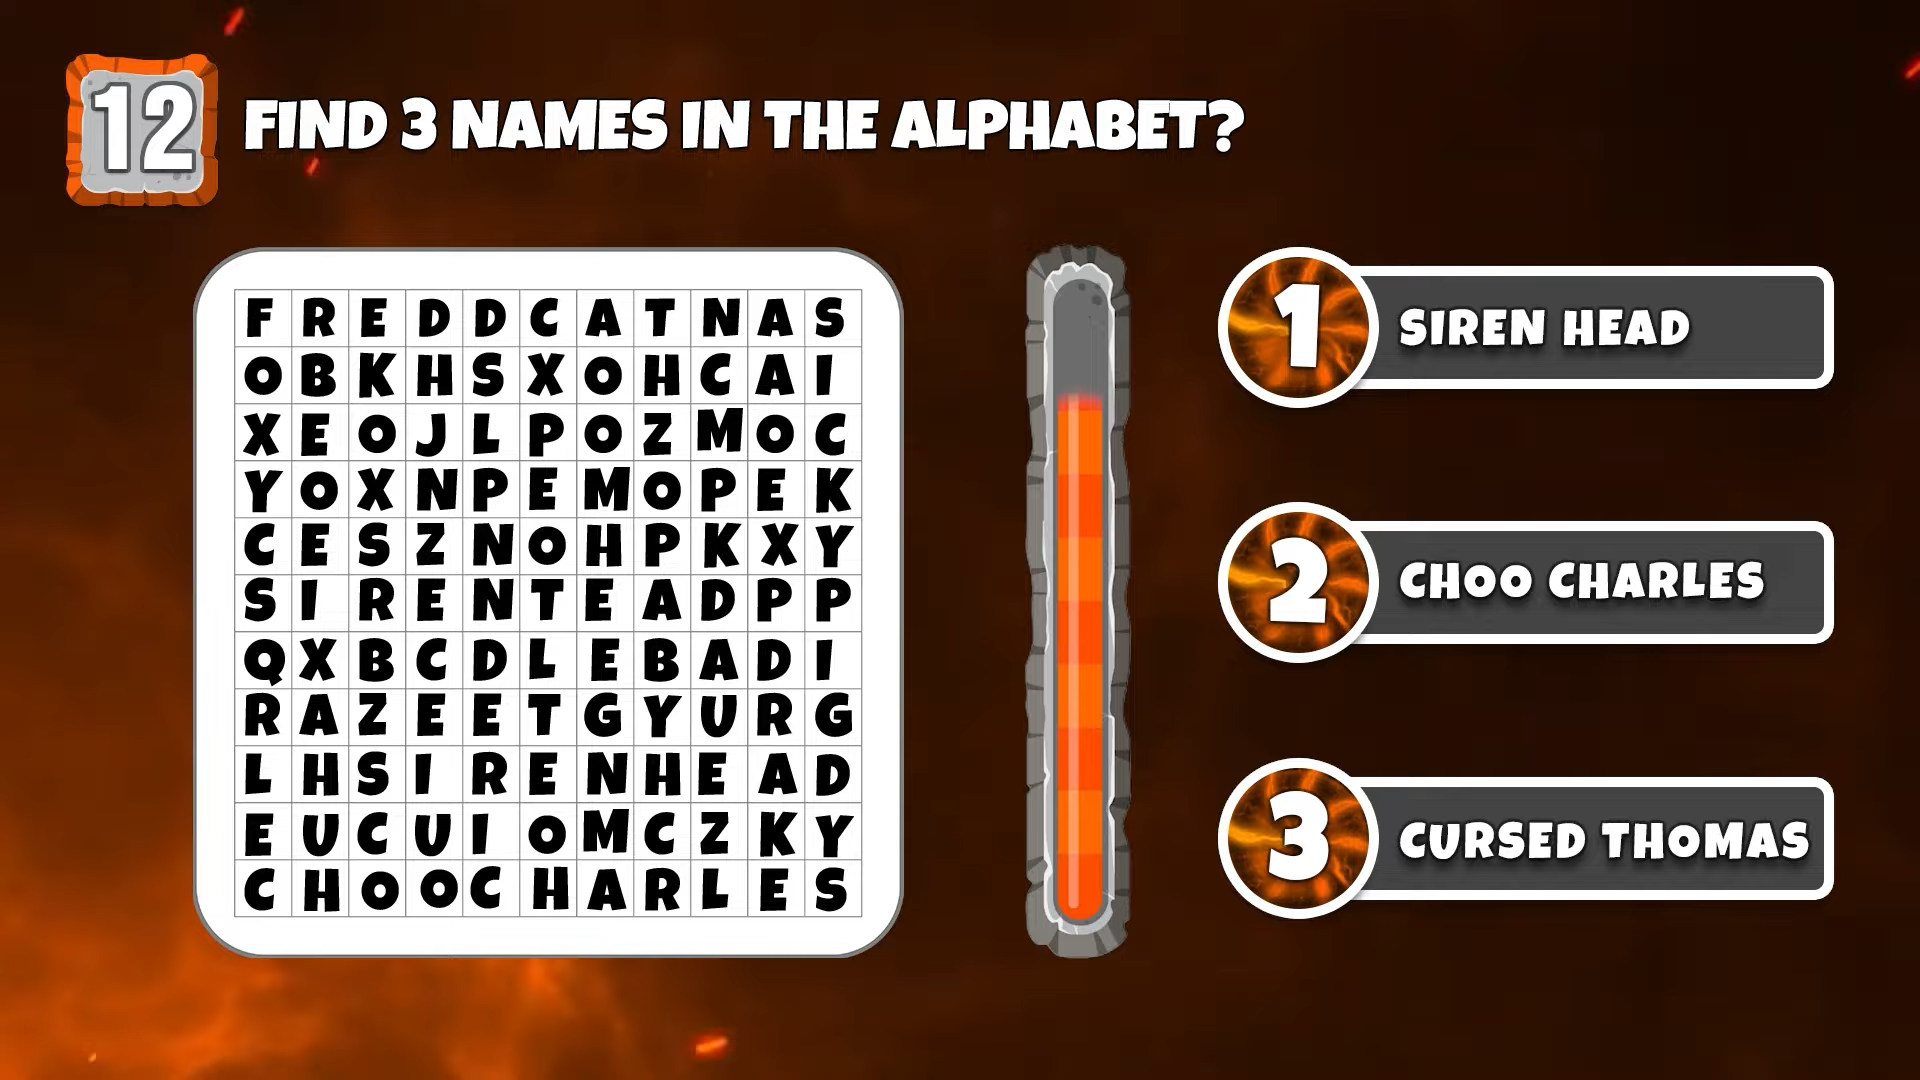 12
FIND 3 NAMES IN THE ALPHABET?
F R E D D C A T N A S
O B K H S X O H C A I
X E O J L P O Z M O C
Y O X N P E M O P E K
C E S Z N O H P K X Y
S I R E N T E A D P P
Q X B C D L E B A D I
R A Z E E T G Y U R G
L H S I R E N H E A D
E U C U I O M C Z K Y
C H O O C H A R L E S
1 SIREN HEAD
2 CHOO CHARLES
3 CURSED THOMAS